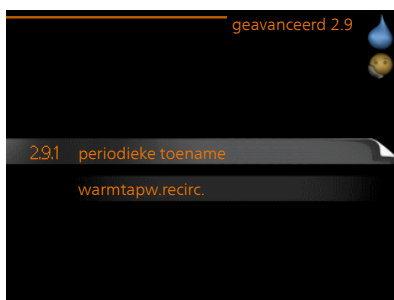 geavanceerd 2.9
2.9.1 periodieke toename
warmtapw.recirc.